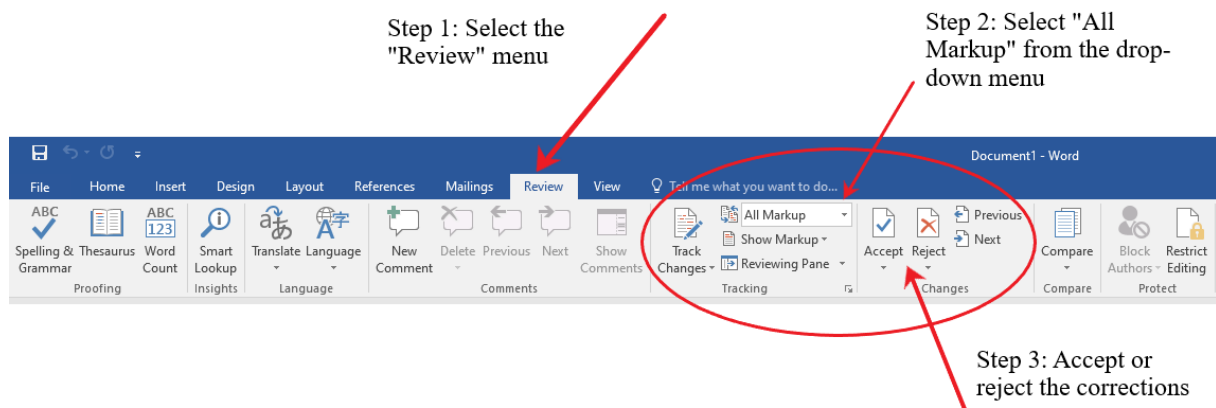 Step 1: Select the
"Review" menu
Step 2: Select "All
Markup" from the drop-
down menu
Document1 - Word
File Home Insert Design Layout References Mailings Review View Tell me what you want to do...
ABC
Spelling &
Grammar
Thesaurus
ABC
123
Word
Count
Proofing
Smart
Lookup
Insights
あ
Translate
A字
Language
Language
New
Comment
Delete
Previous
Next
Show
Comments
Comments
Track
Changes
All Markup
Show Markup
Reviewing Pane
Tracking
Accept
Reject
Previous
Next
Changes
Compare
Compare
Block
Authors
Restrict
Editing
Protect
Step 3: Accept or
reject the corrections